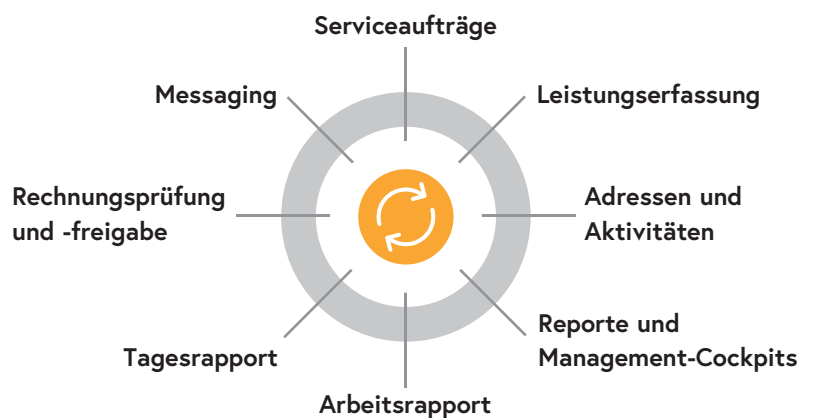 Serviceaufträge
Messaging
Leistungserfassung
Rechnungsprüfung
und -freigabe
Adressen und
Aktivitäten
Tagesrapport
Reporte und
Management-Cockpits
Arbeitsrapport